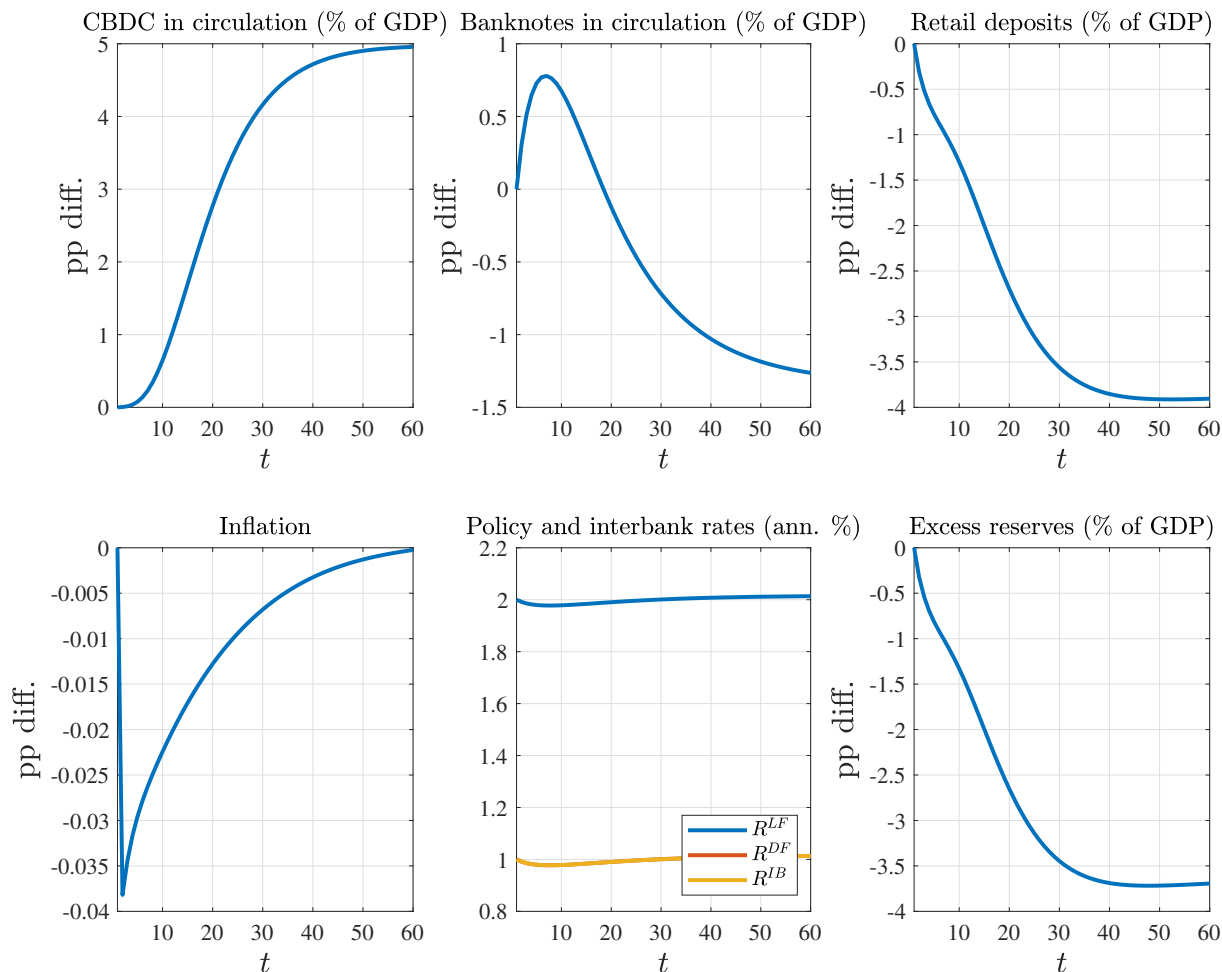 CBDC in circulation (% of GDP)
5
4
3
2
1
0
pp diff.
10 20 30 40 50 60
t
Banknotes in circulation (% of GDP)
1
0.5
0
-0.5
-1
-1.5
pp diff.
10 20 30 40 50 60
t
Retail deposits (% of GDP)
0
-0.5
-1
-1.5
-2
-2.5
-3
-3.5
-4
pp diff.
10 20 30 40 50 60
t
Inflation
0
-0.005
-0.01
-0.015
-0.02
-0.025
-0.03
-0.035
-0.04
pp diff.
10 20 30 40 50 60
t
Policy and interbank rates (ann. %)
2.2
2
1.8
1.6
1.4
1.2
1
0.8
R^{LF}
R^{DF}
R^{IB}
10 20 30 40 50 60
t
Excess reserves (% of GDP)
0
-0.5
-1
-1.5
-2
-2.5
-3
-3.5
-4
pp diff.
10 20 30 40 50 60
t